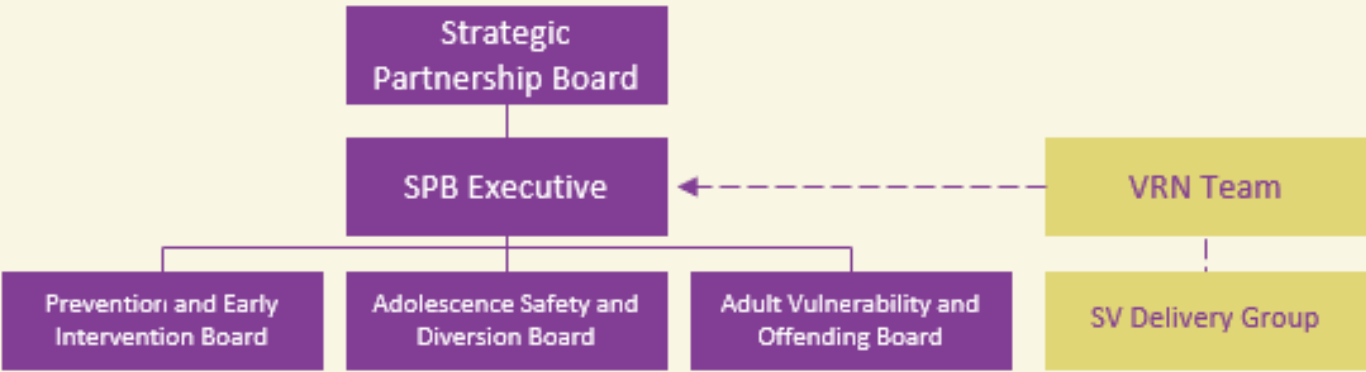 Strategic
Partnership Board
SPB Executive
VRN Team
Prevention and Early
Intervention Board
Adolescence Safety and
Diversion Board
Adult Vulnerability and
Offending Board
SV Delivery Group